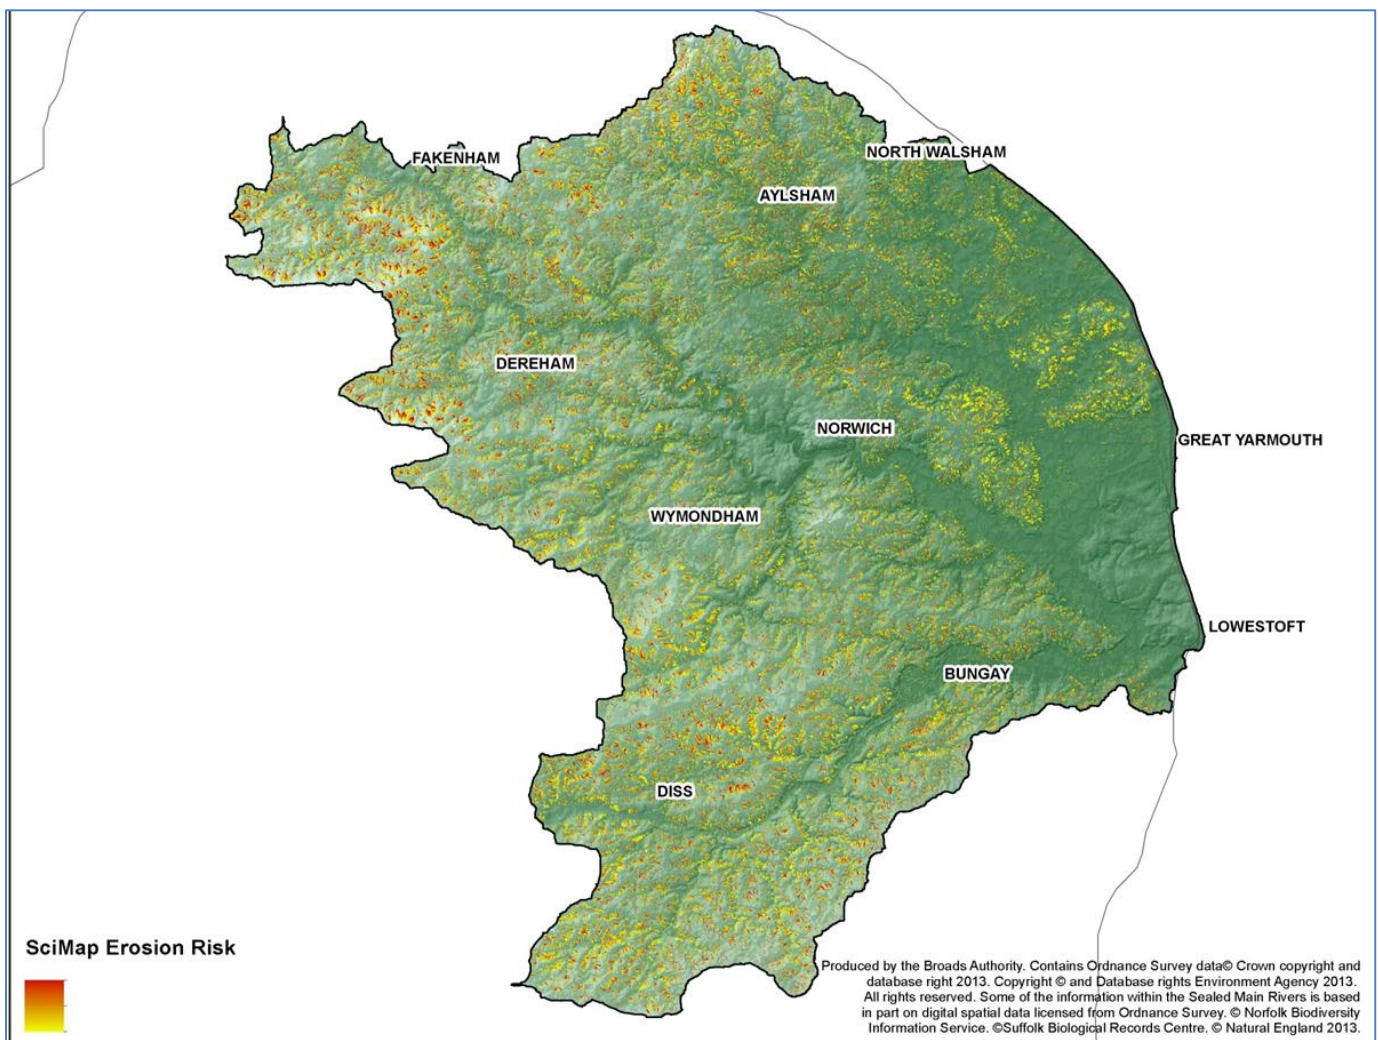 FAKENHAM
NORTH WALSHAM
AYLSHAM
DEREHAM
NORWICH
GREAT YARMOUTH
WYMONDHAM
LOWESTOFT
BUNGAY
DISS
SciMap Erosion Risk
Produced by the Broads Authority. Contains Ordnance Survey data© Crown copyright and
database right 2013. Copyright © and Database rights Environment Agency 2013.
All rights reserved. Some of the information within the Sealed Main Rivers is based
in part on digital spatial data licensed from Ordnance Survey. © Norfolk Biodiversity
Information Service. ©Suffolk Biological Records Centre. © Natural England 2013.